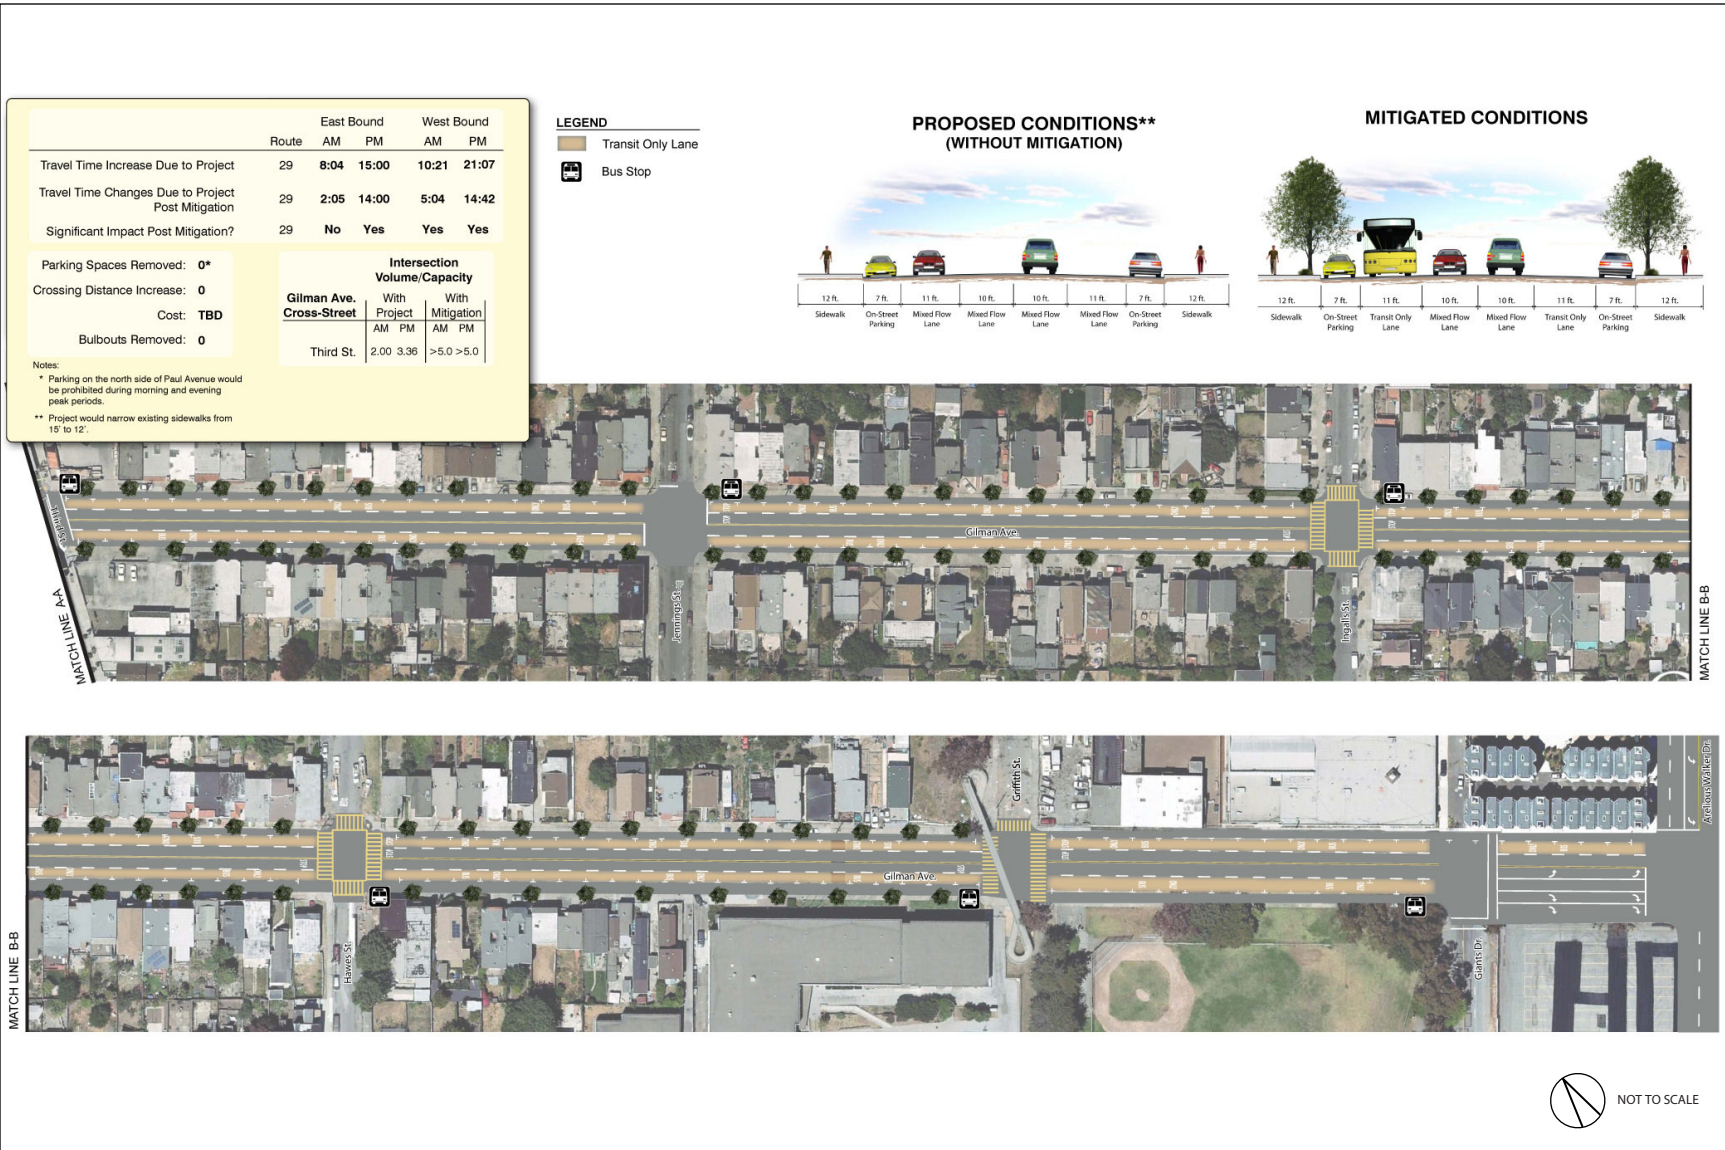 East Bound West Bound
Route AM PM AM PM
Travel Time Increase Due to Project 29 8:04 15:00 10:21 21:07
Travel Time Changes Due to Project
Post Mitigation 29 2:05 14:00 5:04 14:42
Significant Impact Post Mitigation? 29 No Yes Yes Yes
Parking Spaces Removed: 0*
Crossing Distance Increase: 0
Cost: TBD
Bulbouts Removed: 0
Intersection
Volume/Capacity
Gilman Ave.
Cross-Street
With
Project
With
Mitigation
AM PM AM PM
Third St. 2.00 3.36 >5.0 >5.0
Notes:
* Parking on the north side of Paul Avenue would
be prohibited during morning and evening
peak periods.
** Project would narrow existing sidewalks from
15' to 12'.
LEGEND
Transit Only Lane
Bus Stop
PROPOSED CONDITIONS**
(WITHOUT MITIGATION)
12 ft. 7 ft. 11 ft. 10 ft. 10 ft. 11 ft. 7 ft. 12 ft.
Sidewalk
On-Street
Parking
Mixed Flow
Lane
Mixed Flow
Lane
Mixed Flow
Lane
Mixed Flow
Lane
On-Street
Parking
Sidewalk
MITIGATED CONDITIONS
12 ft. 7 ft. 11 ft. 10 ft. 10 ft. 11 ft. 7 ft. 12 ft.
Sidewalk
On-Street
Parking
Transit Only
Lane
Mixed Flow
Lane
Mixed Flow
Lane
Transit Only
Lane
On-Street
Parking
Sidewalk
Third St.
MATCH LINE A-A
Jennings St.
Gilman Ave.
Ingalls St.
MATCH LINE B-B
MATCH LINE B-B
Hawes St.
Gilman Ave.
Griffith St.
Giants Dr.
Arelious Walker Dr.
NOT TO SCALE